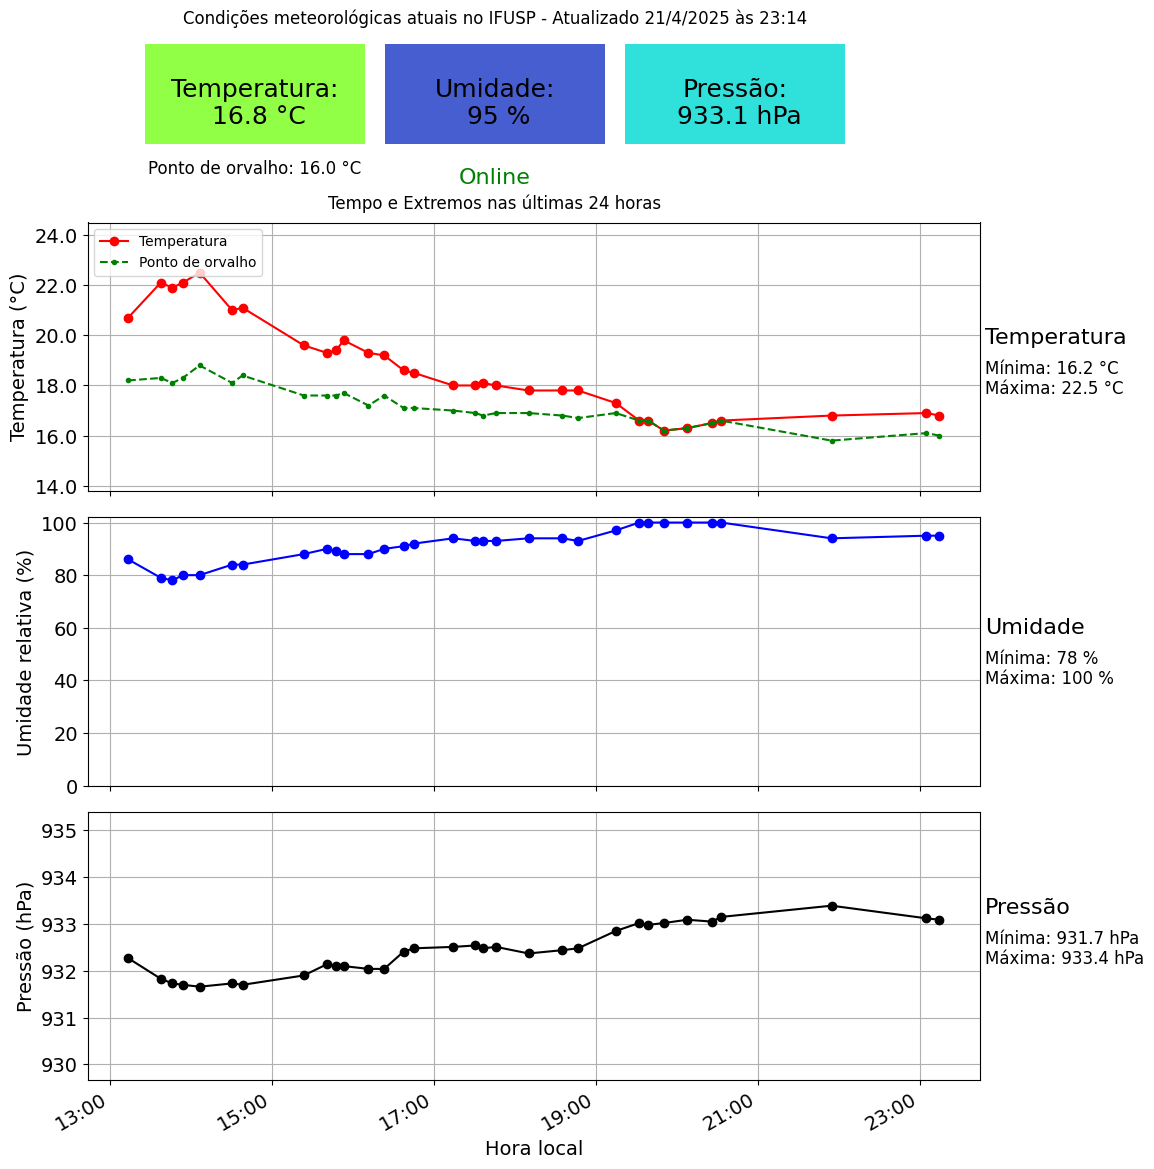 Condições meteorológicas atuais no IFUSP - Atualizado 21/4/2025 às 23:14
Temperatura:
16.8 °C
Umidade:
95 %
Pressão:
933.1 hPa
Ponto de orvalho: 16.0 °C
Online
Tempo e Extremos nas últimas 24 horas
Temperatura (°C)
24.0
22.0
20.0
18.0
16.0
14.0
Temperatura
Ponto de orvalho
Temperatura
Mínima: 16.2 °C
Máxima: 22.5 °C
Umidade relativa (%)
100
80
60
40
20
0
Umidade
Mínima: 78 %
Máxima: 100 %
Pressão (hPa)
935
934
933
932
931
930
Pressão
Mínima: 931.7 hPa
Máxima: 933.4 hPa
13:00
15:00
17:00
19:00
21:00
23:00
Hora local